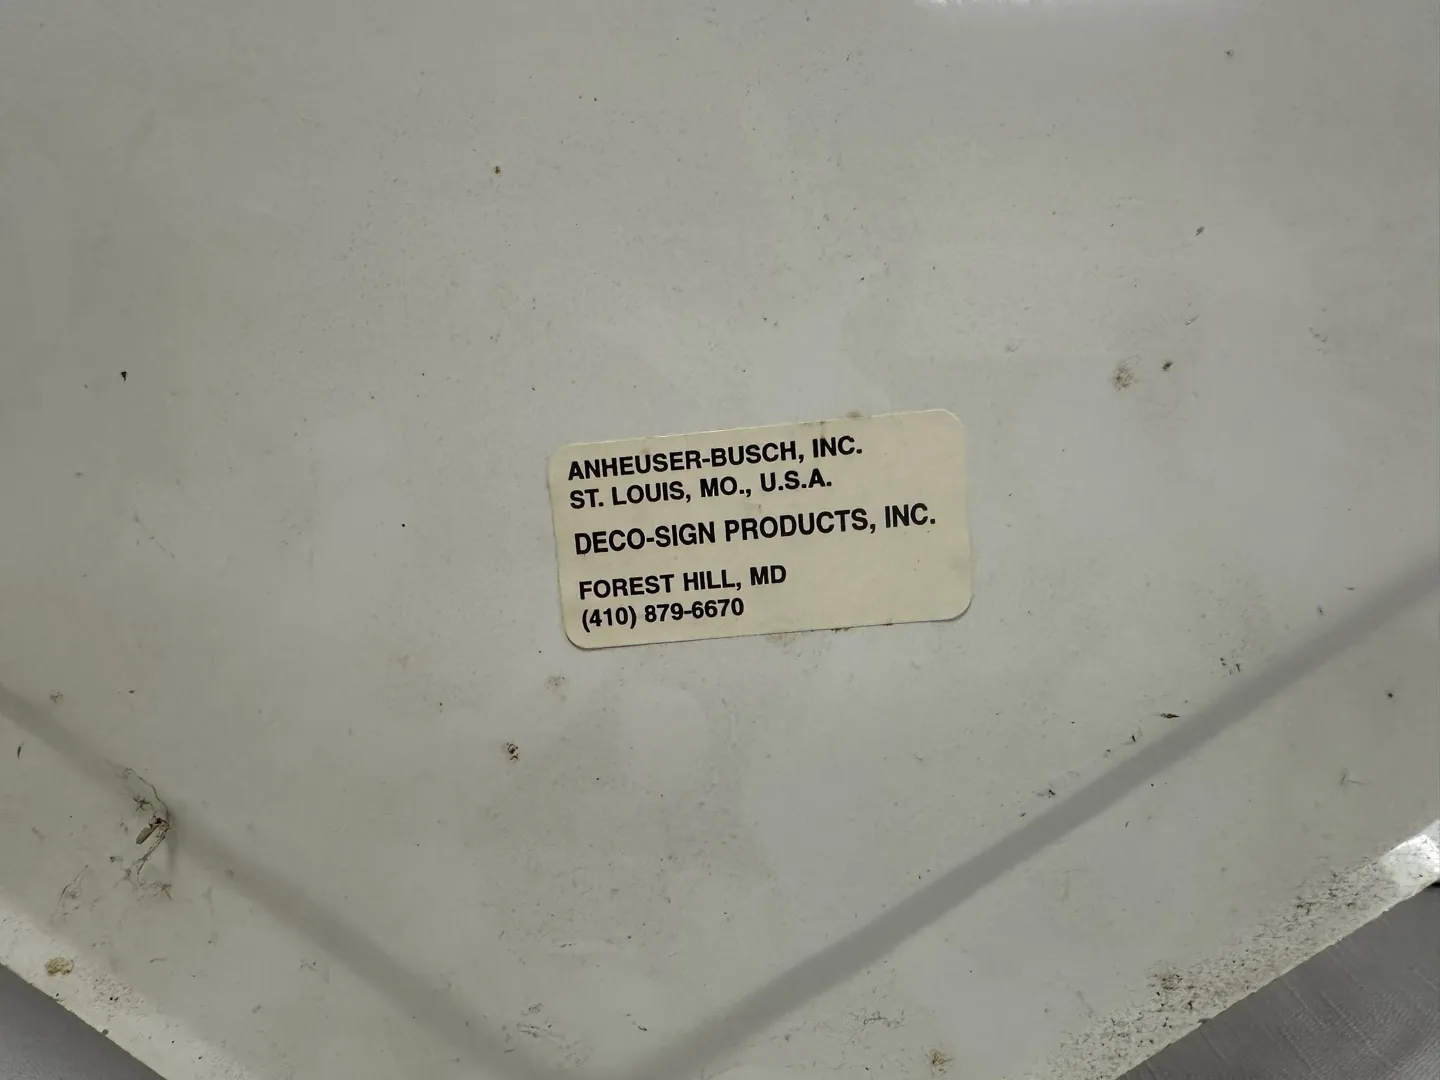 ANHEUSER-BUSCH, INC.
ST. LOUIS, MO., U.S.A.
DECO-SIGN PRODUCTS, INC.
FOREST HILL, MD
(410) 879-6670